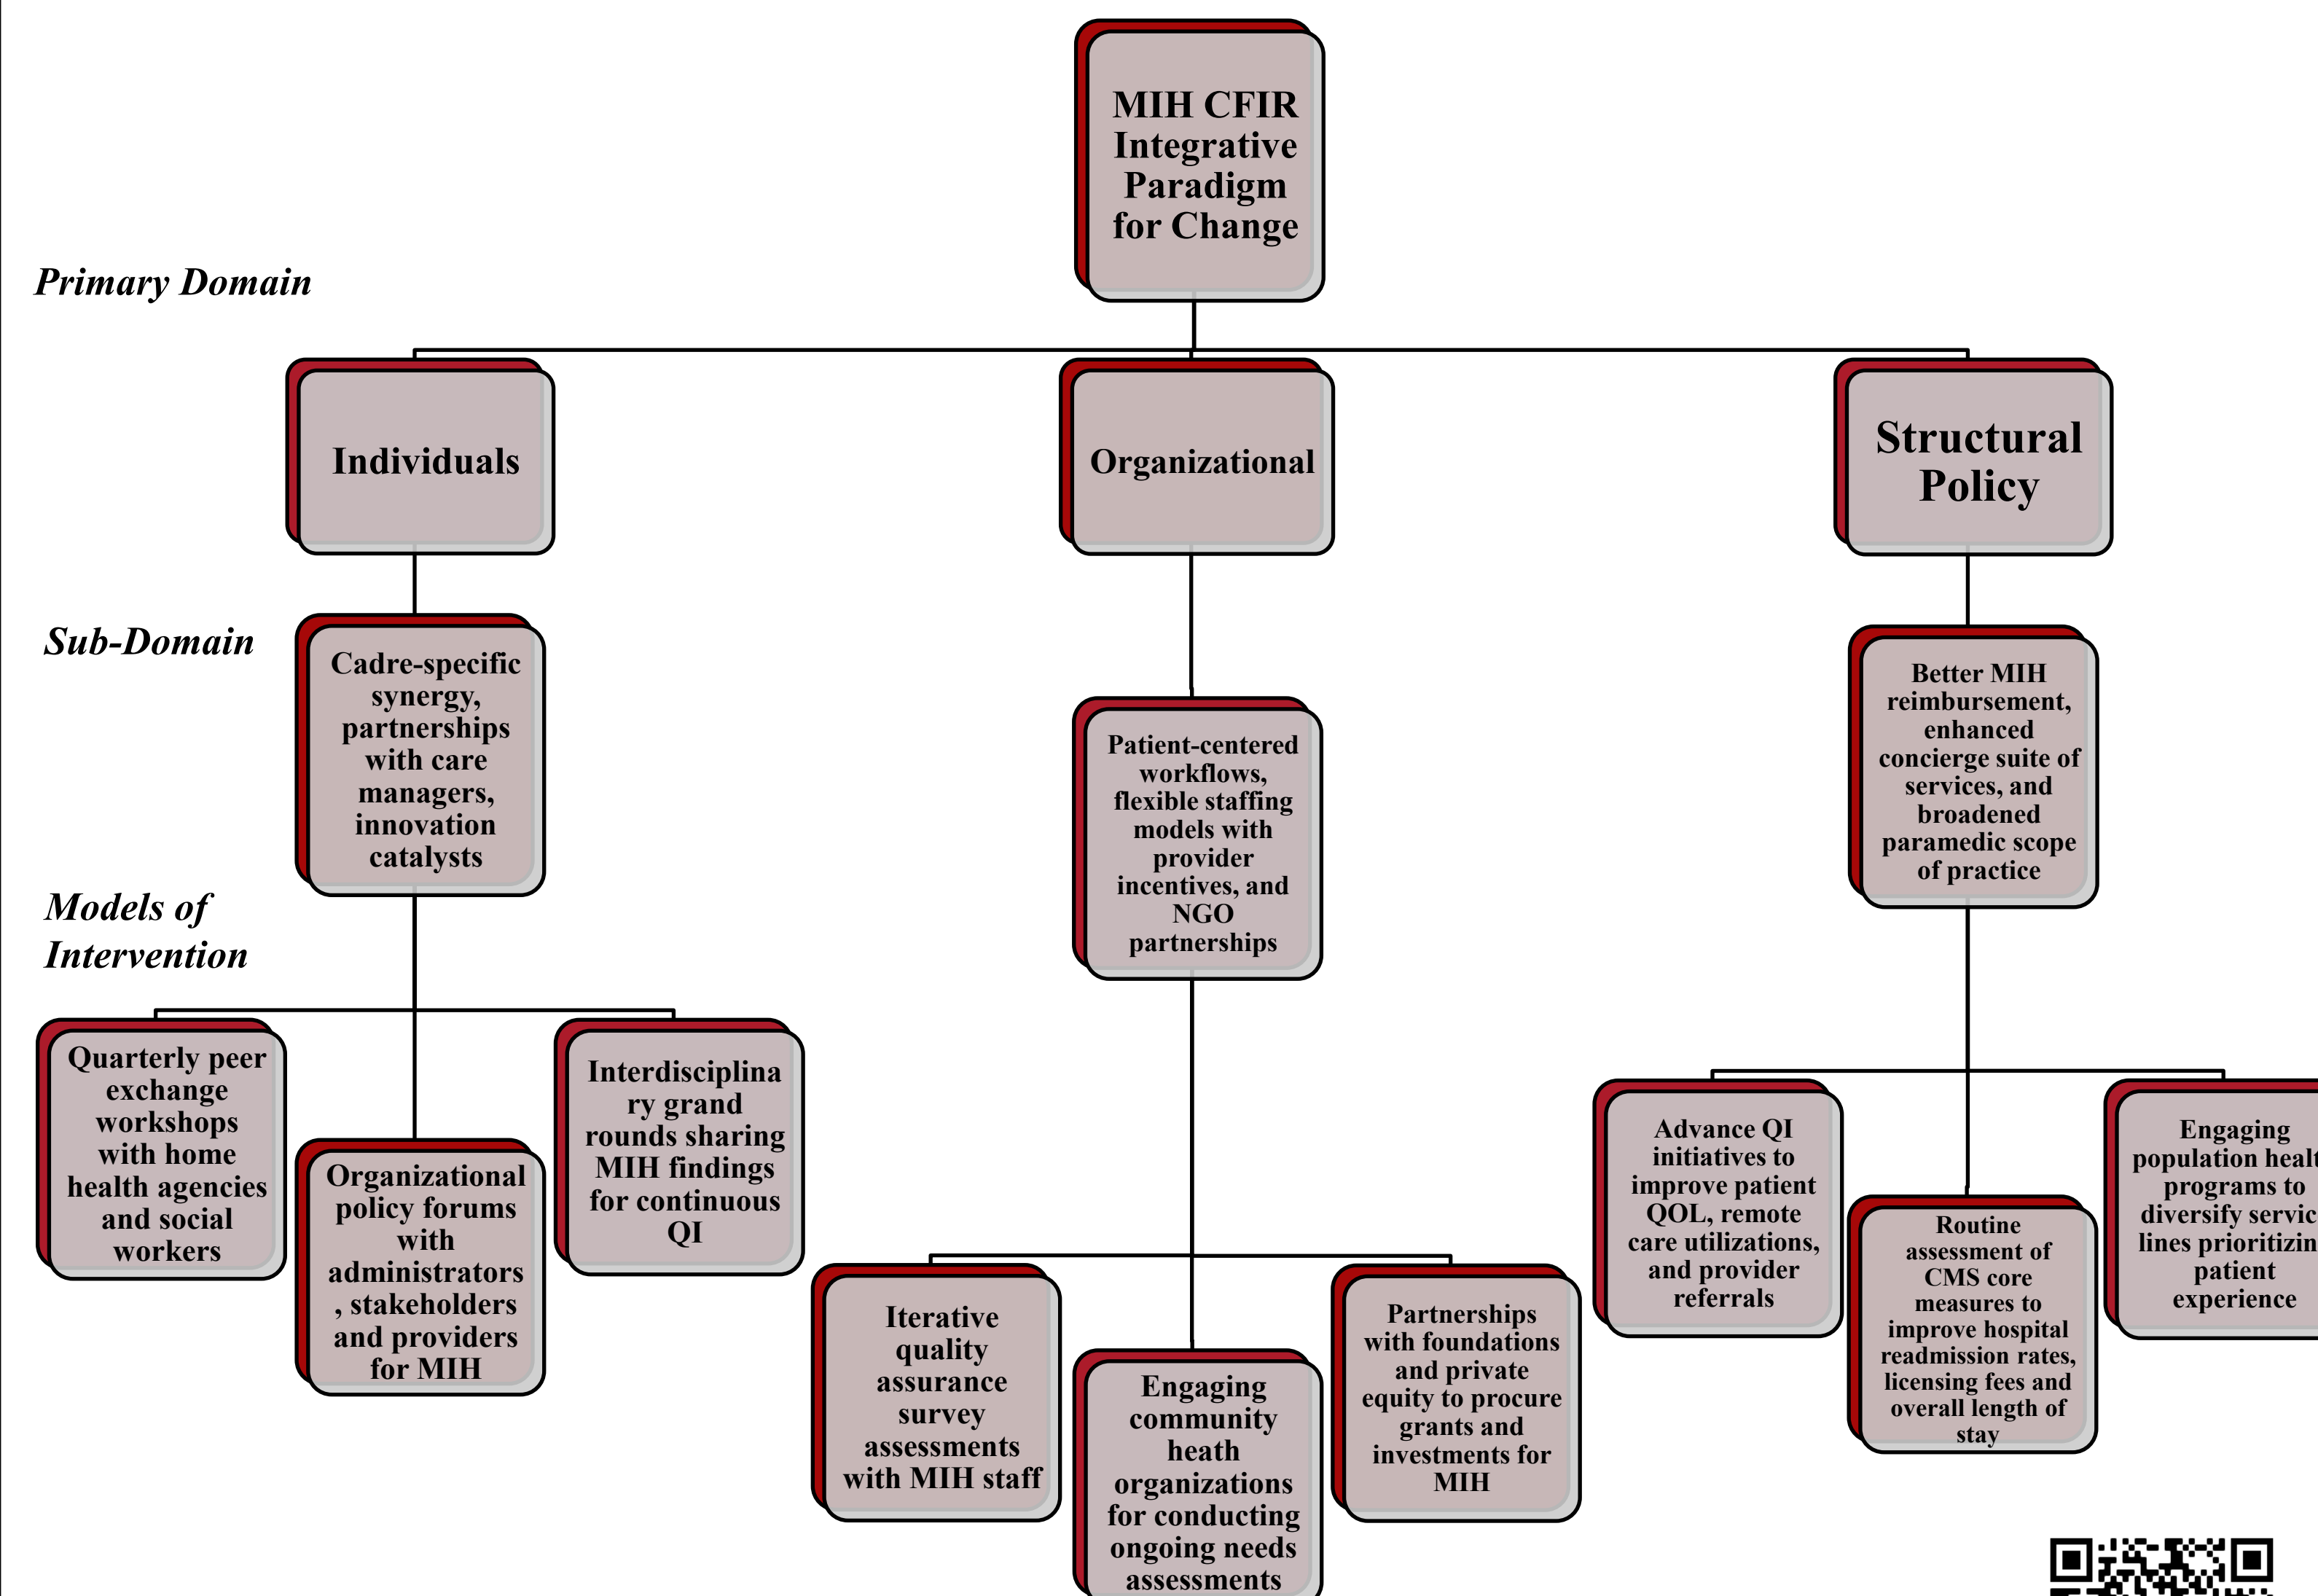 MIH CFIR
Integrative
Paradigm
for Change
Primary Domain
Individuals
Organizational
Structural
Policy
Sub-Domain
Cadre-specific
synergy,
partnerships
with care
managers,
innovation
catalysts
Patient-centered
workflows,
flexible staffing
models with
provider
incentives, and
NGO
partnerships
Better MIH
reimbursement,
enhanced
concierge suite of
services, and
broadened
paramedic scope
of practice
Models of
Intervention
Quarterly peer
exchange
workshops
with home
health agencies
and social
workers
Organizational
policy forums
with
administrators
, stakeholders
and providers
for MIH
Interdisciplina
ry grand
rounds sharing
MIH findings
for continuous
QI
Iterative
quality
assurance
survey
assessments
with MIH staff
Engaging
community
heath
organizations
for conducting
ongoing needs
assessments
Partnerships
with foundations
and private
equity to procure
grants and
investments for
MIH
Advance QI
initiatives to
improve patient
QOL, remote
care utilizations,
and provider
referrals
Routine
assessment of
CMS core
measures to
improve hospital
readmission rates,
licensing fees and
overall length of
stay
Engaging
population
programs to
diversify
lines
patient
experience